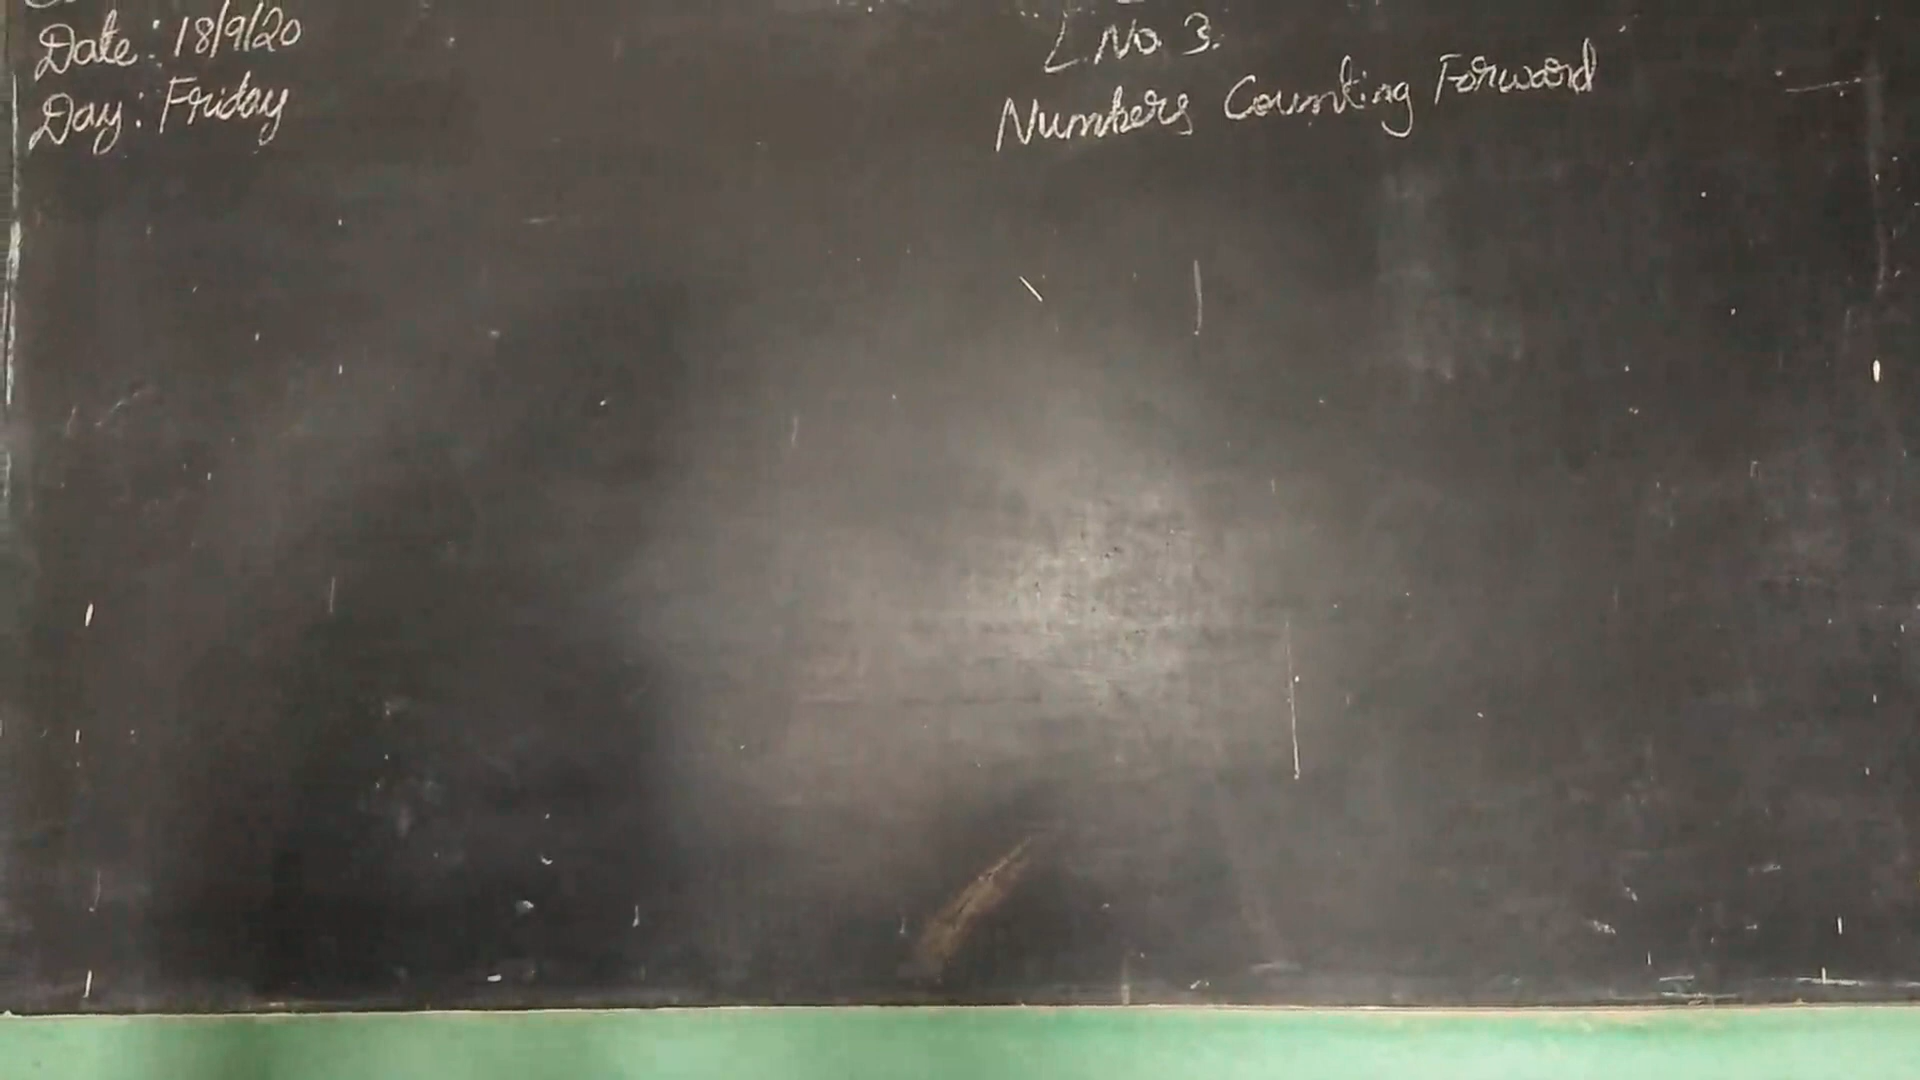 Date: 18/9/20
Day: Friday
L.No. 3.
Numbers Counting Forward